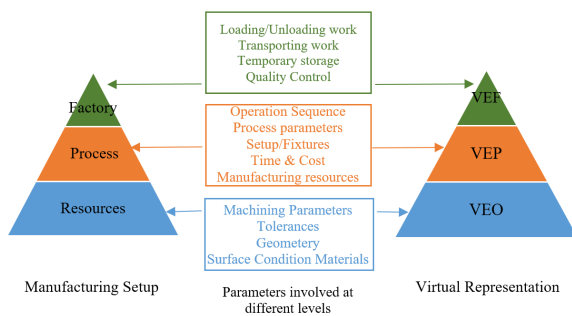 Loading/Unloading work
Transporting work
Temporary storage
Quality Control
Factory
VEF
Operation Sequence
Process parameters
Setup/Fixtures
Time & Cost
Manufacturing resources
Process
VEP
Resources
Machining Parameters
Tolerances
Geometery
Surface Condition Materials
VEO
Manufacturing Setup
Parameters involved at
different levels
Virtual Representation